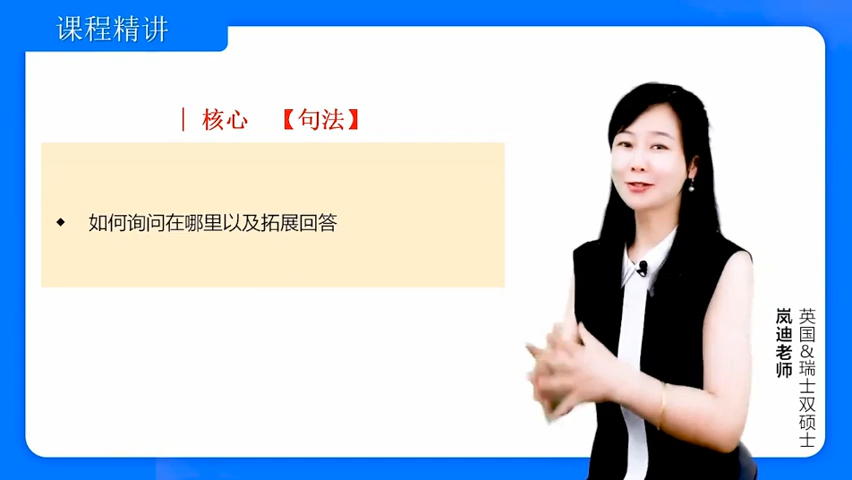 课程精讲
| 核心 【句法】
◆ 如何询问在哪里以及拓展回答
英国&瑞士双硕士
岚迪老师